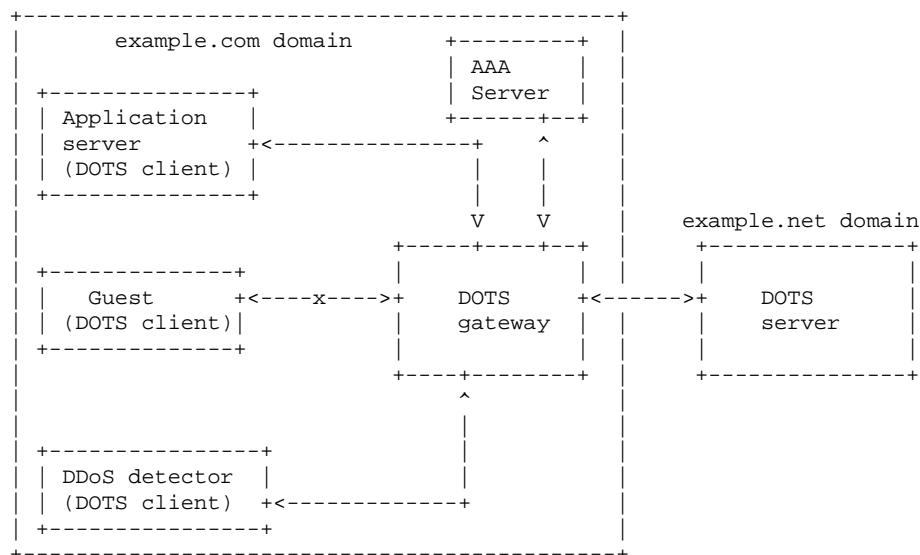 example.com domain
AAA
Server
Application
server
(DOTS client)
example.net domain
Guest
(DOTS client)
x
DOTS
gateway
DOTS
server
DDoS detector
(DOTS client)